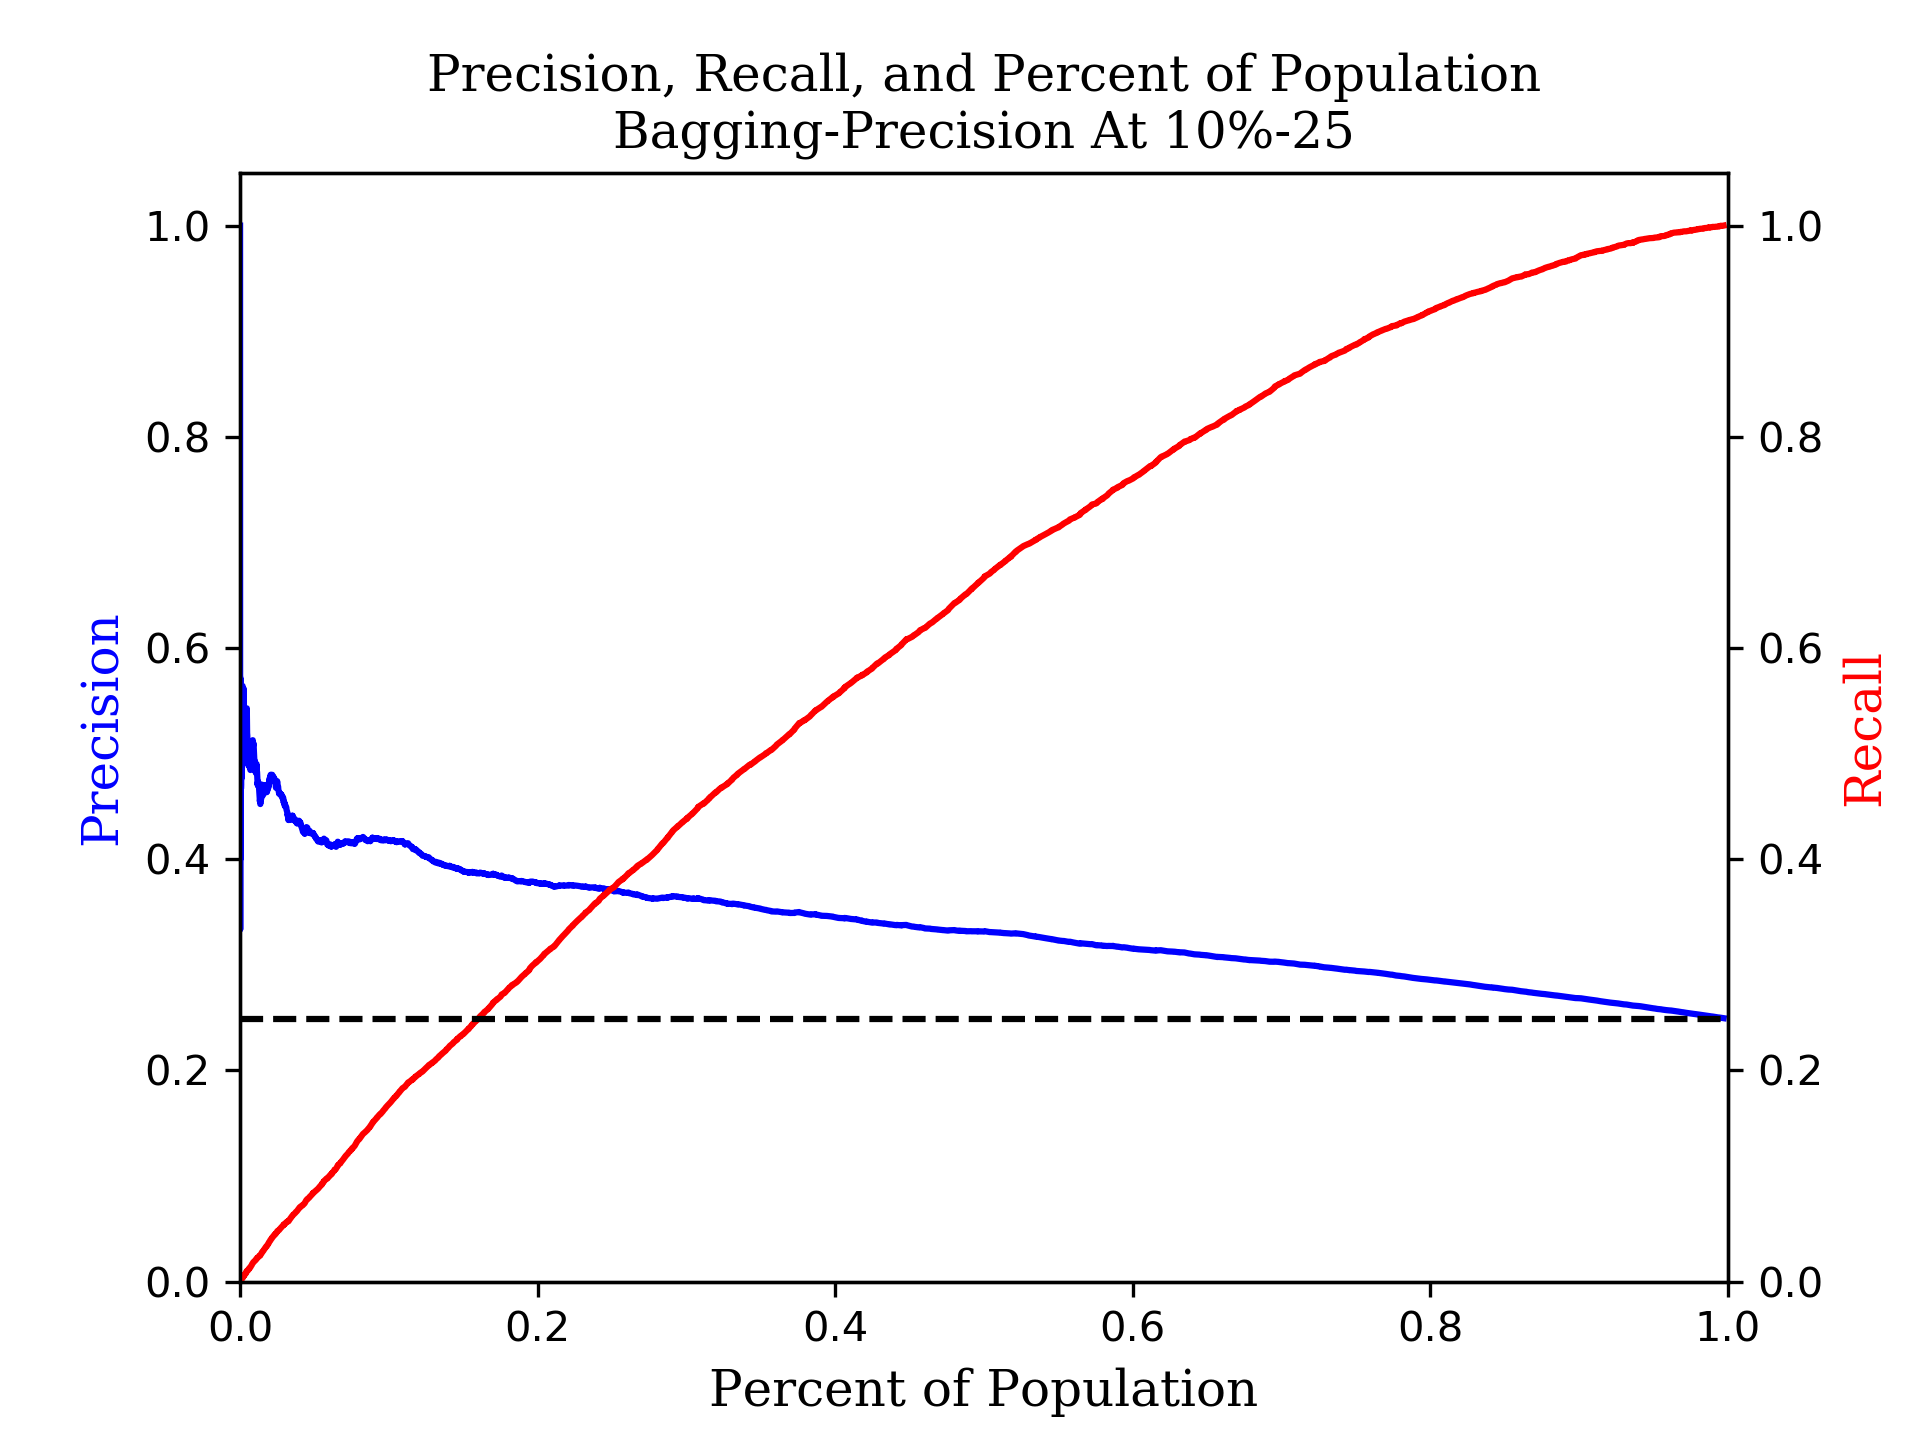 Precision, Recall, and Percent of Population
Bagging-Precision At 10%-25
1.0
0.8
0.6
0.4
0.2
0.0
Precision
1.0
0.8
0.6
0.4
0.2
0.0
Recall
0.0 0.2 0.4 0.6 0.8 1.0
Percent of Population